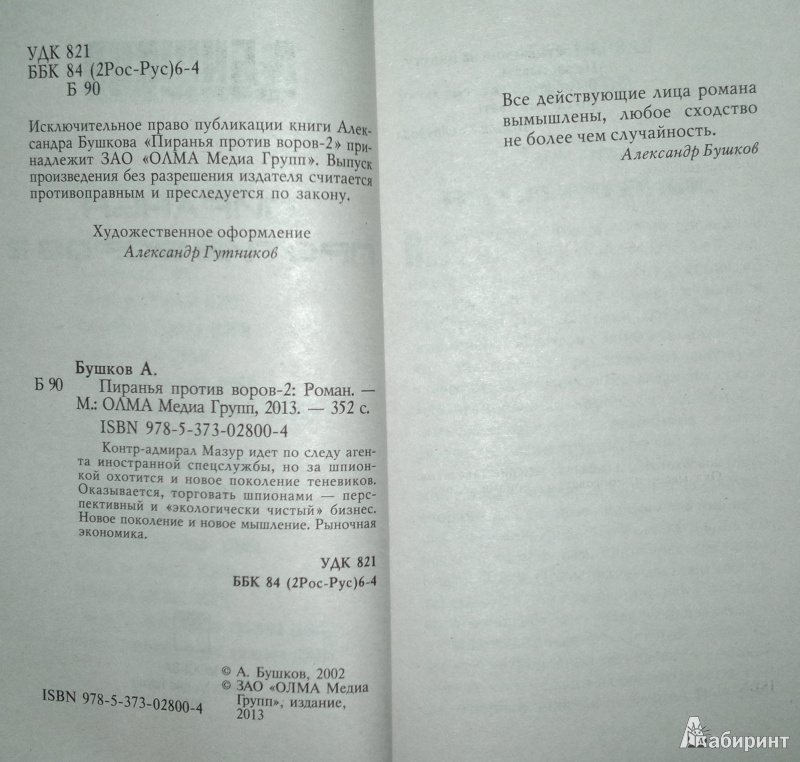 УДК 821
ББК 84 (2Рос-Рус)6-4
Б 90
Исключительное право публикации книги Алек-
сандра Бушкова «Пиранья против воров-2» при-
надлежит ЗАО «ОЛМА Медиа Групп». Выпуск
произведения без разрешения издателя считается
противоправным и преследуется по закону.
Художественное оформление
Александр Гутников
Бушков А.
Б 90 Пиранья против воров-2: Роман. —
М.: ОЛМА Медиа Групп, 2013. — 352 с.
ISBN 978-5-373-02800-4
Контр-адмирал Мазур идет по следу аген-
та иностранной спецслужбы, но за шпион-
кой охотится и новое поколение теневиков.
Оказывается, торговать шпионами — перс-
пективный и «экологически чистый» бизнес.
Новое поколение и новое мышление. Рыночная
экономика.
УДК 821
ББК 84 (2Рос-Рус)6-4
© А. Бушков, 2002
© ЗАО «ОЛМА Медиа
Групп», издание,
2013
ISBN 978-5-373-02800-4
Все действующие лица романа
вымышлены, любое сходство
не более чем случайность.
Александр Бушков
Лабиринт